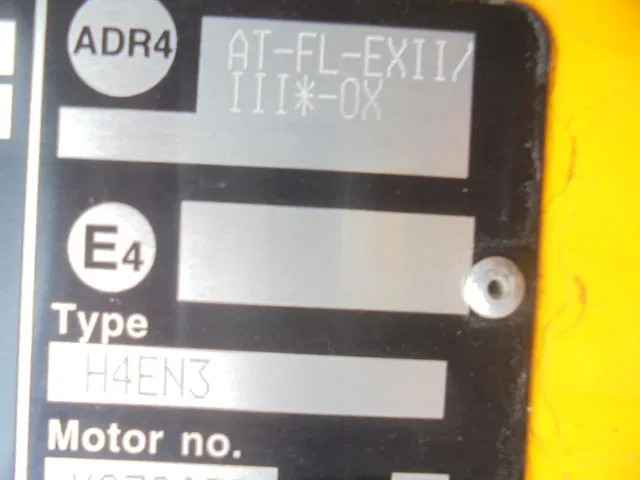 ADR4
AT-FL-EXII/
III*-OX
E4
Type
H4EN3
Motor no.